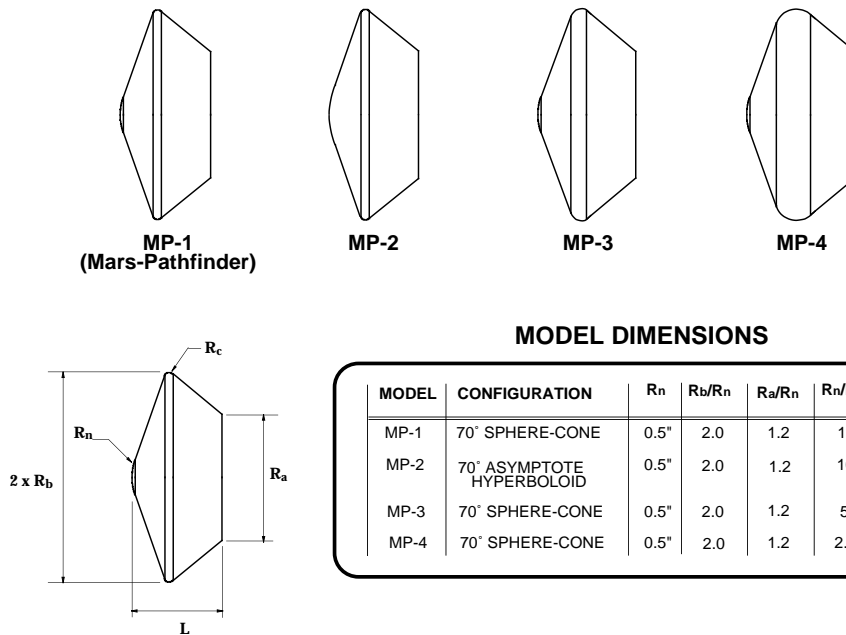 MP-1
(Mars-Pathfinder)
MP-2
MP-3
MP-4
Rc
Rn
2 x Rb
Ra
L
MODEL DIMENSIONS
MODEL CONFIGURATION Rn Rb/Rn Ra/Rn
MP-1 70° SPHERE-CONE 0.5" 2.0 1.2
MP-2 70° ASYMPTOTE HYPERBOLOID 0.5" 2.0 1.2
MP-3 70° SPHERE-CONE 0.5" 2.0 1.2
MP-4 70° SPHERE-CONE 0.5" 2.0 1.2